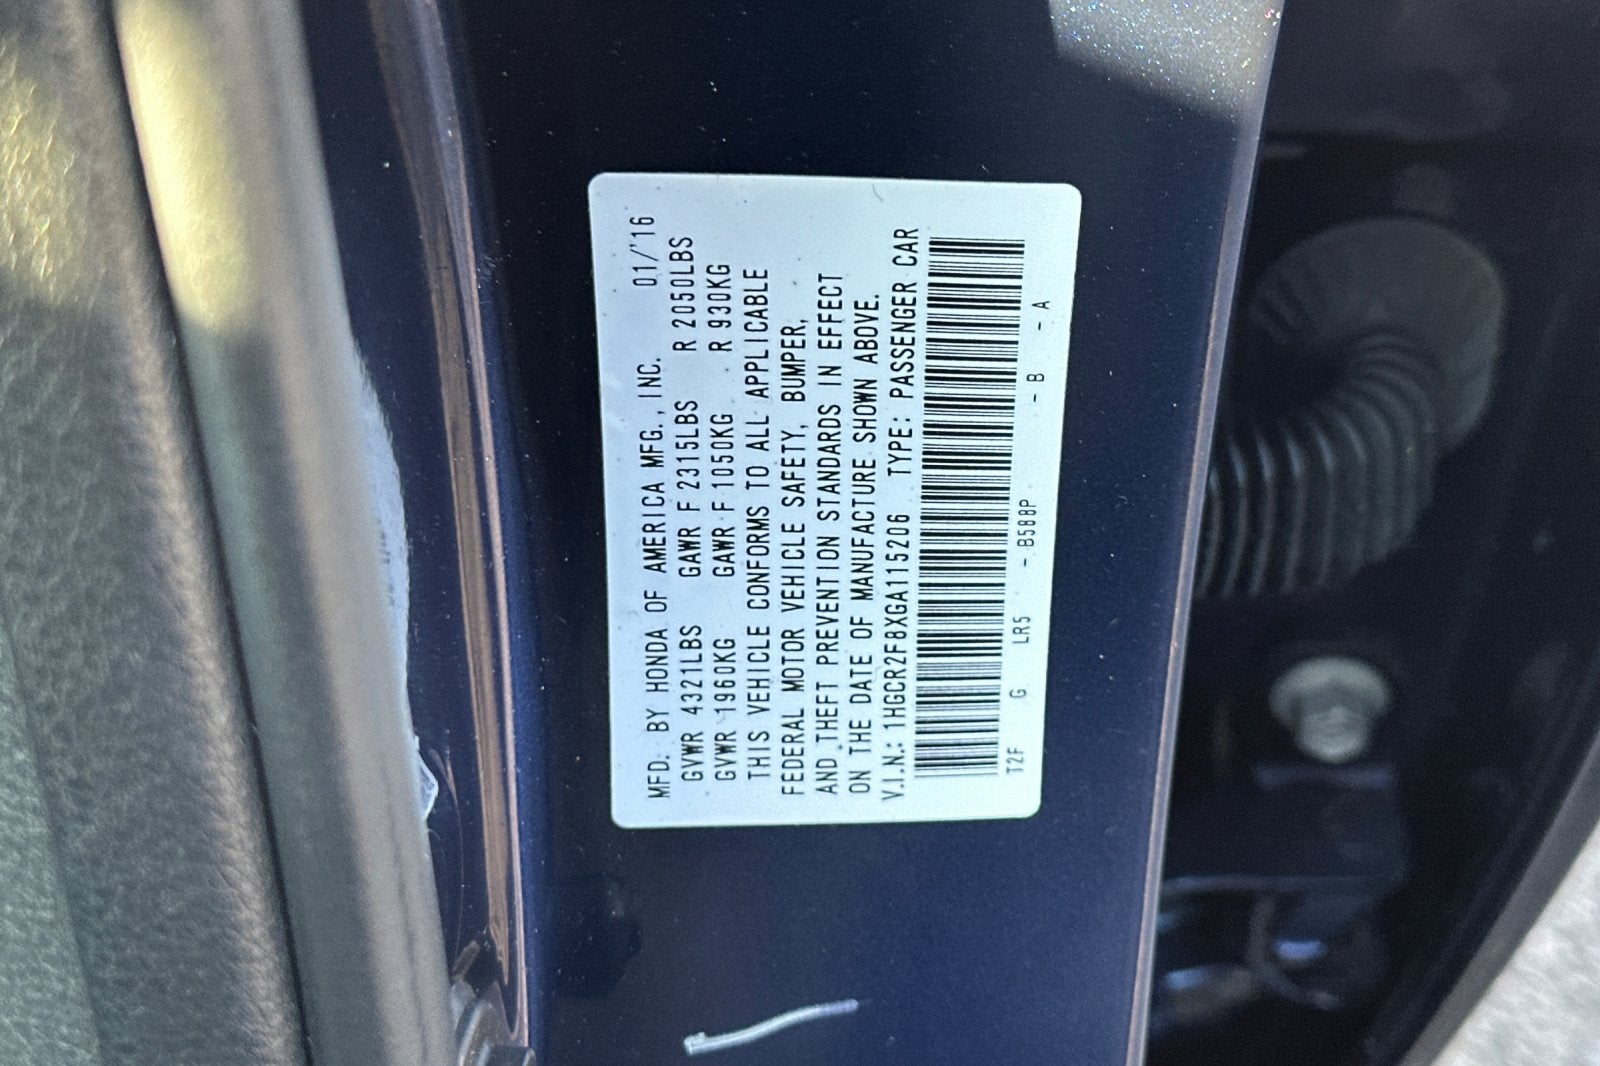 MFD. BY HONDA OF AMERICA MFG., INC. 01/'16
GVWR 4321LBS GAWR F 2315LBS R 2050LBS
GVWR 1960KG GAWR F 1050KG R 930KG
THIS VEHICLE CONFORMS TO ALL APPLICABLE
FEDERAL MOTOR VEHICLE SAFETY, BUMPER,
AND THEFT PREVENTION STANDARDS IN EFFECT
ON THE DATE OF MANUFACTURE SHOWN ABOVE.
V.I.N.: 1HGCR2F8XGA115206 TYPE: PASSENGER CAR
T2F G LR5 - B588P - B - A